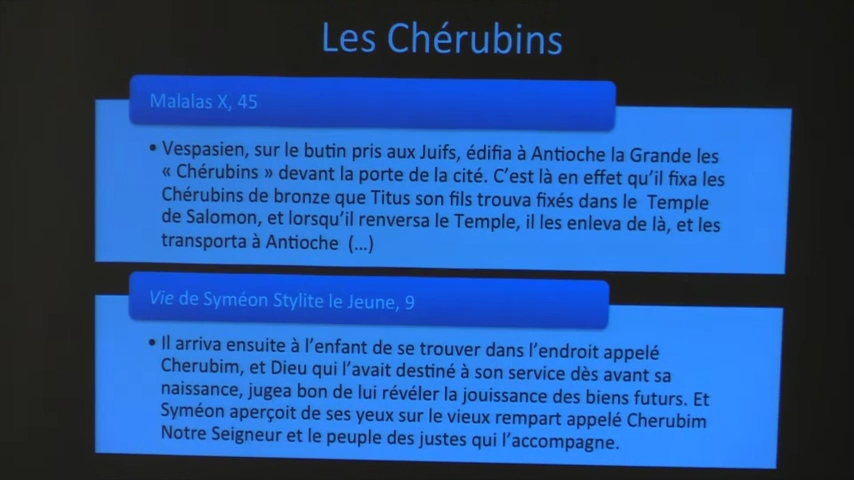 Les Chérubins
Malalas X, 45
• Vespasien, sur le butin pris aux Juifs, édifia à Antioche la Grande les
« Chérubins » devant la porte de la cité. C’est là en effet qu’il fixa les
Chérubins de bronze que Titus son fils trouva fixés dans le Temple
de Salomon, et lorsqu’il renversa le Temple, il les enleva de là, et les
transporta à Antioche (...)
Vie de Syméon Stylite le Jeune, 9
• Il arriva ensuite à l’enfant de se trouver dans l’endroit appelé
Cherubim, et Dieu qui l’avait destiné à son service dès avant sa
naissance, jugea bon de lui révéler la jouissance des biens futurs. Et
Syméon aperçoit de ses yeux sur le vieux rempart appelé Cherubim
Notre Seigneur et le peuple des justes qui l’accompagne.